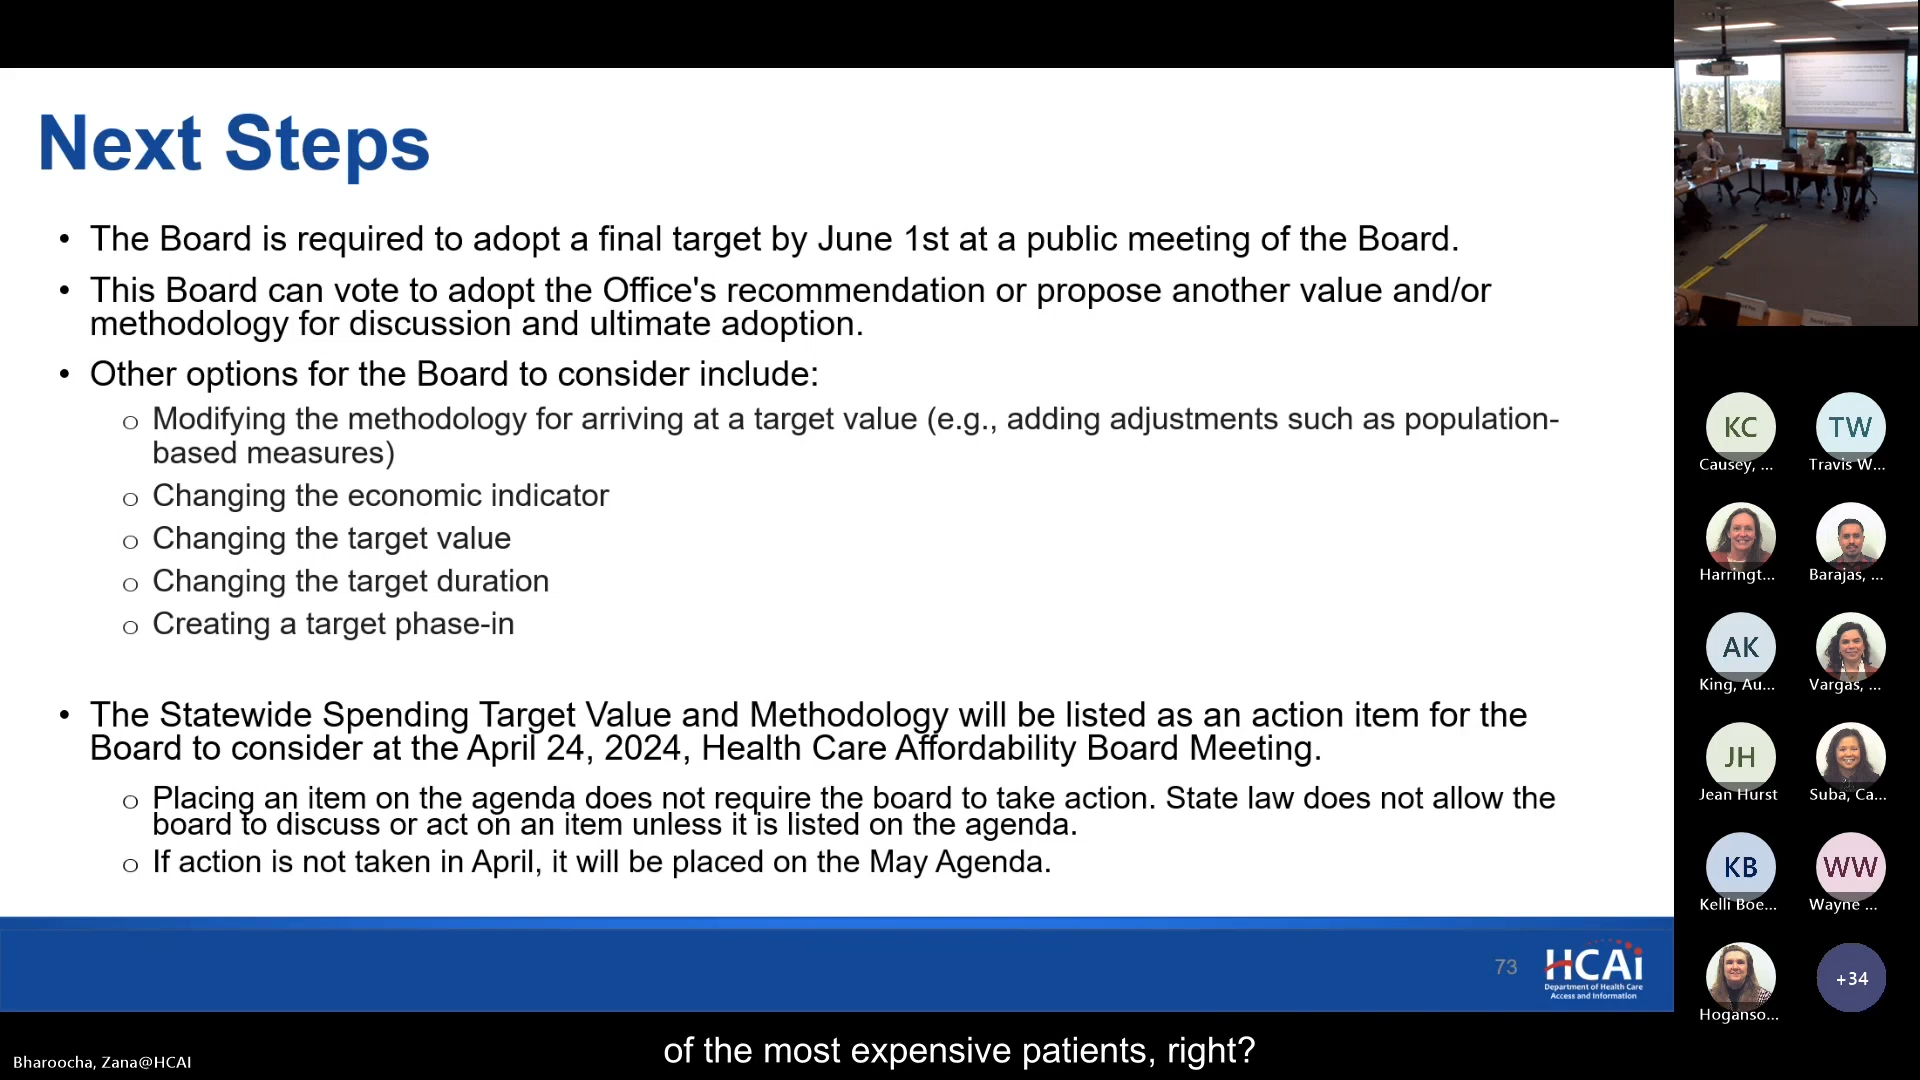 Next Steps
• The Board is required to adopt a final target by June 1st at a public meeting of the Board.
• This Board can vote to adopt the Office's recommendation or propose another value and/or
methodology for discussion and ultimate adoption.
• Other options for the Board to consider include:
o Modifying the methodology for arriving at a target value (e.g., adding adjustments such as population-
based measures)
o Changing the economic indicator
o Changing the target value
o Changing the target duration
o Creating a target phase-in
• The Statewide Spending Target Value and Methodology will be listed as an action item for the
Board to consider at the April 24, 2024, Health Care Affordability Board Meeting.
o Placing an item on the agenda does not require the board to take action. State law does not allow the
board to discuss or act on an item unless it is listed on the agenda.
o If action is not taken in April, it will be placed on the May Agenda.
73
HCAi
Department of Health Care
Access and Information
KC
Causey, ...
TW
Travis W...
Harringt...
Barajas, ...
AK
King, Au...
Vargas, ...
JH
Jean Hurst
Suba, Ca...
KB
Kelli Boe...
WW
Wayne ...
Hoganso...
+34
of the most expensive patients, right?
Bharoocha, Zana@HCAI